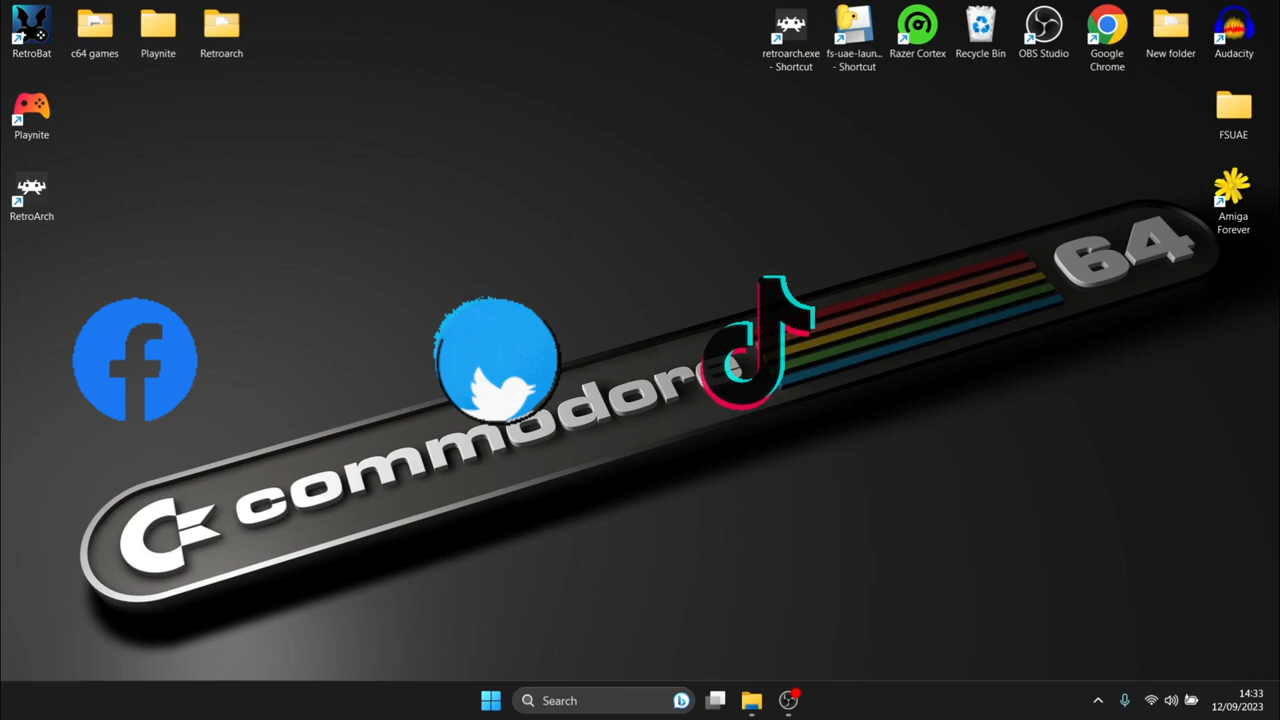 RetroBat
c64 games
Playnite
Retroarch
retroarch.exe
- Shortcut
fs-uae-laun...
- Shortcut
Razer Cortex
Recycle Bin
OBS Studio
Google
Chrome
New folder
Audacity
Playnite
FSUAE
RetroArch
Amiga
Forever
commodore 64
Search
14:33
12/09/2023